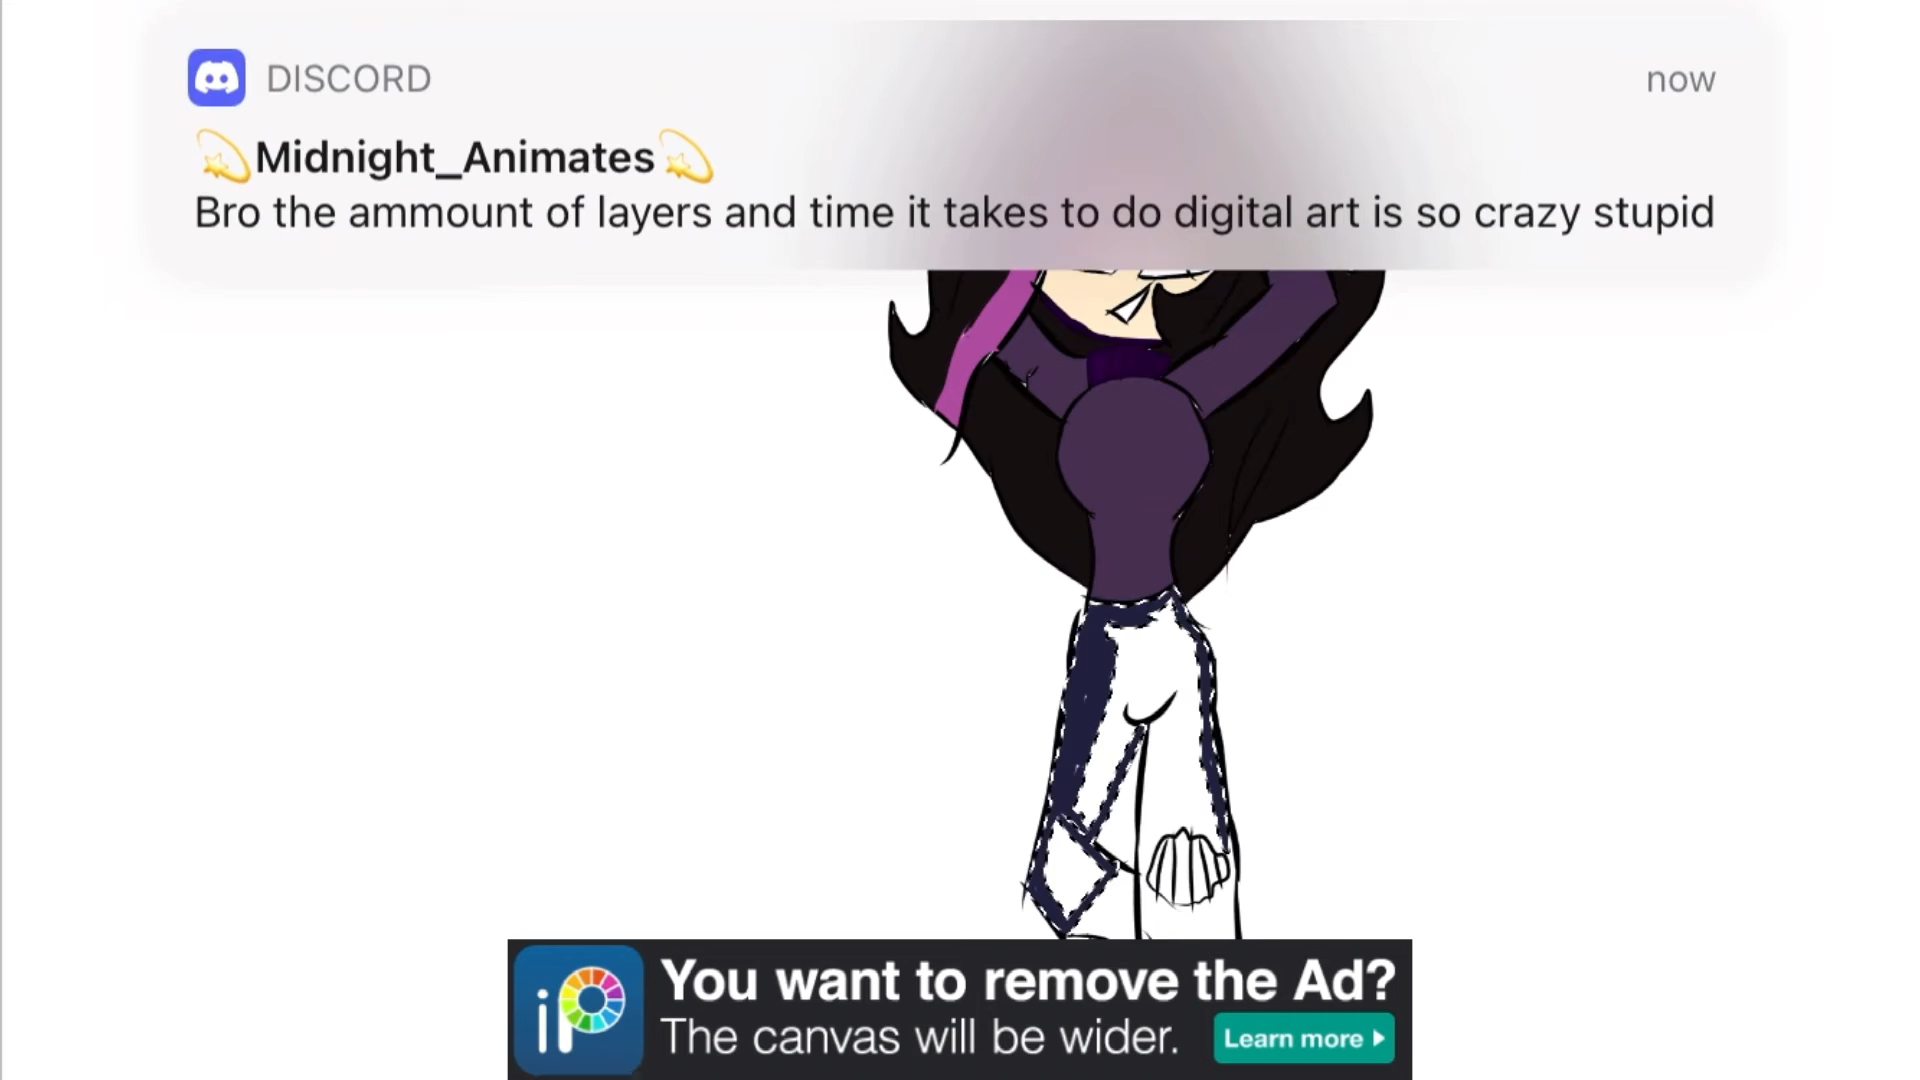 DISCORD
now
💫Midnight_Animates💫
Bro the ammount of layers and time it takes to do digital art is so crazy stupid
iP
You want to remove the Ad?
The canvas will be wider.
Learn more